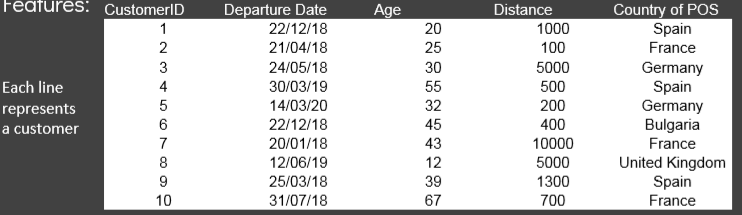 Features: CustomerID Departure Date Age Distance Country of POS
1 22/12/18 20 1000 Spain
2 21/04/18 25 100 France
3 24/05/18 30 5000 Germany
Each line 4 30/03/19 55 500 Spain
represents 5 14/03/20 32 200 Germany
a customer 6 22/12/18 45 400 Bulgaria
7 20/01/18 43 10000 France
8 12/06/19 12 5000 United Kingdom
9 25/03/18 39 1300 Spain
10 31/07/18 67 700 France